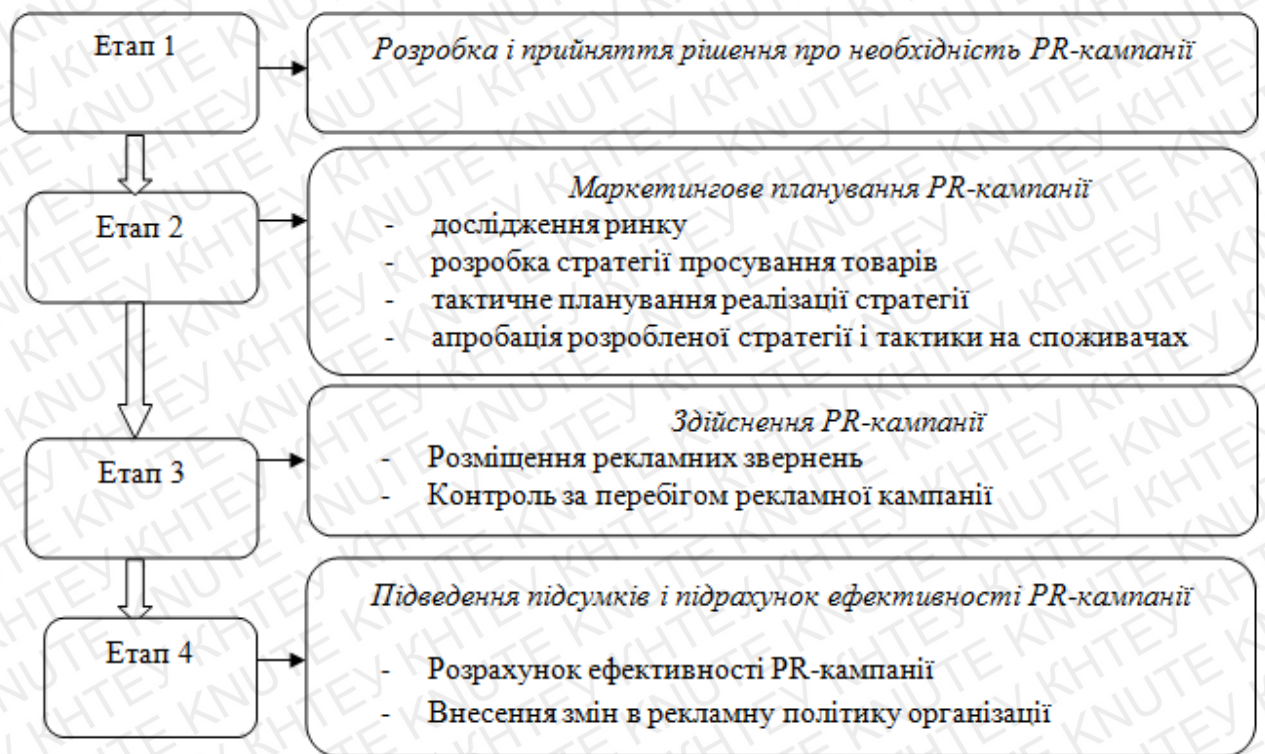 Етап 1
Розробка і прийняття рішення про необхідність PR-кампанії
Етап 2
Маркетингове планування PR-кампанії
- дослідження ринку
- розробка стратегії просування товарів
- тактичне планування реалізації стратегії
- апробація розробленої стратегії і тактики на споживачах
Етап 3
Здійснення PR-кампанії
- Розміщення рекламних звернень
- Контроль за перебігом рекламної кампанії
Етап 4
Підведення підсумків і підрахунок ефективності PR-кампанії
- Розрахунок ефективності PR-кампанії
- Внесення змін в рекламну політику організації